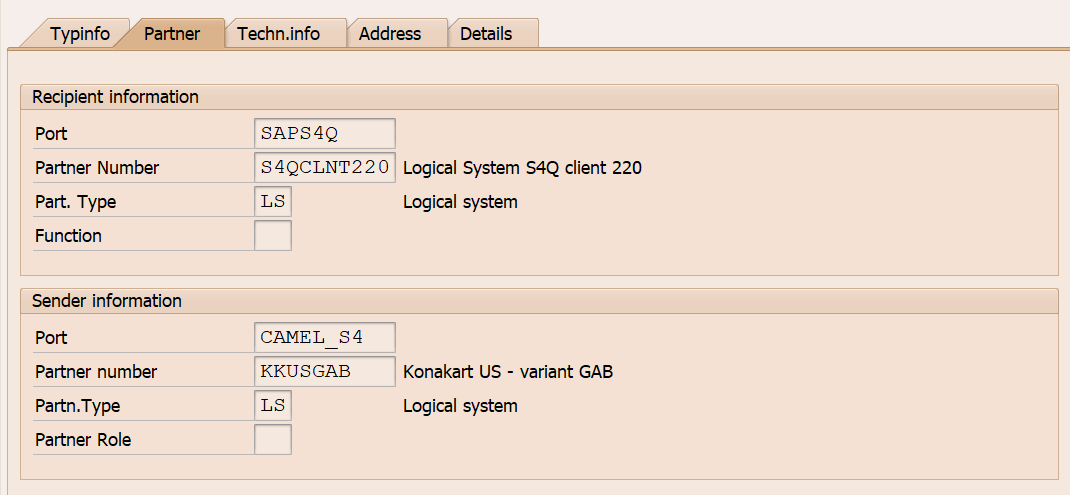 Typinfo Partner Techn.info Address Details
Recipient information
Port SAPS4Q
Partner Number S4QCLNT220 Logical System S4Q client 220
Part. Type LS Logical system
Function
Sender information
Port CAMEL_S4
Partner number KKUSGAB Konakart US - variant GAB
Partn.Type LS Logical system
Partner Role